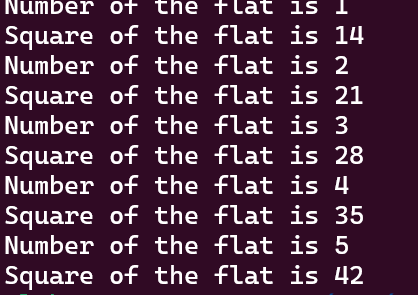 Number of the flat is 1
Square of the flat is 14
Number of the flat is 2
Square of the flat is 21
Number of the flat is 3
Square of the flat is 28
Number of the flat is 4
Square of the flat is 35
Number of the flat is 5
Square of the flat is 42